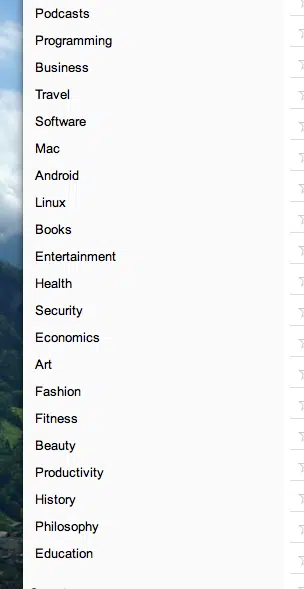 Podcasts
Programming
Business
Travel
Software
Mac
Android
Linux
Books
Entertainment
Health
Security
Economics
Art
Fashion
Fitness
Beauty
Productivity
History
Philosophy
Education